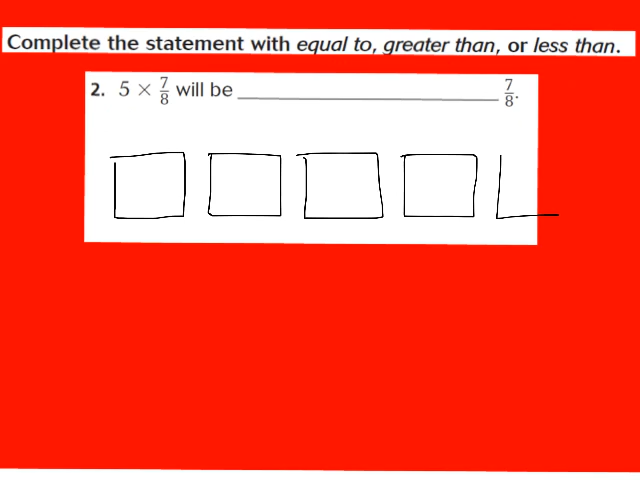 Complete the statement with equal to, greater than, or less than.
2. 5 × 7/8 will be ____________________ 7/8.